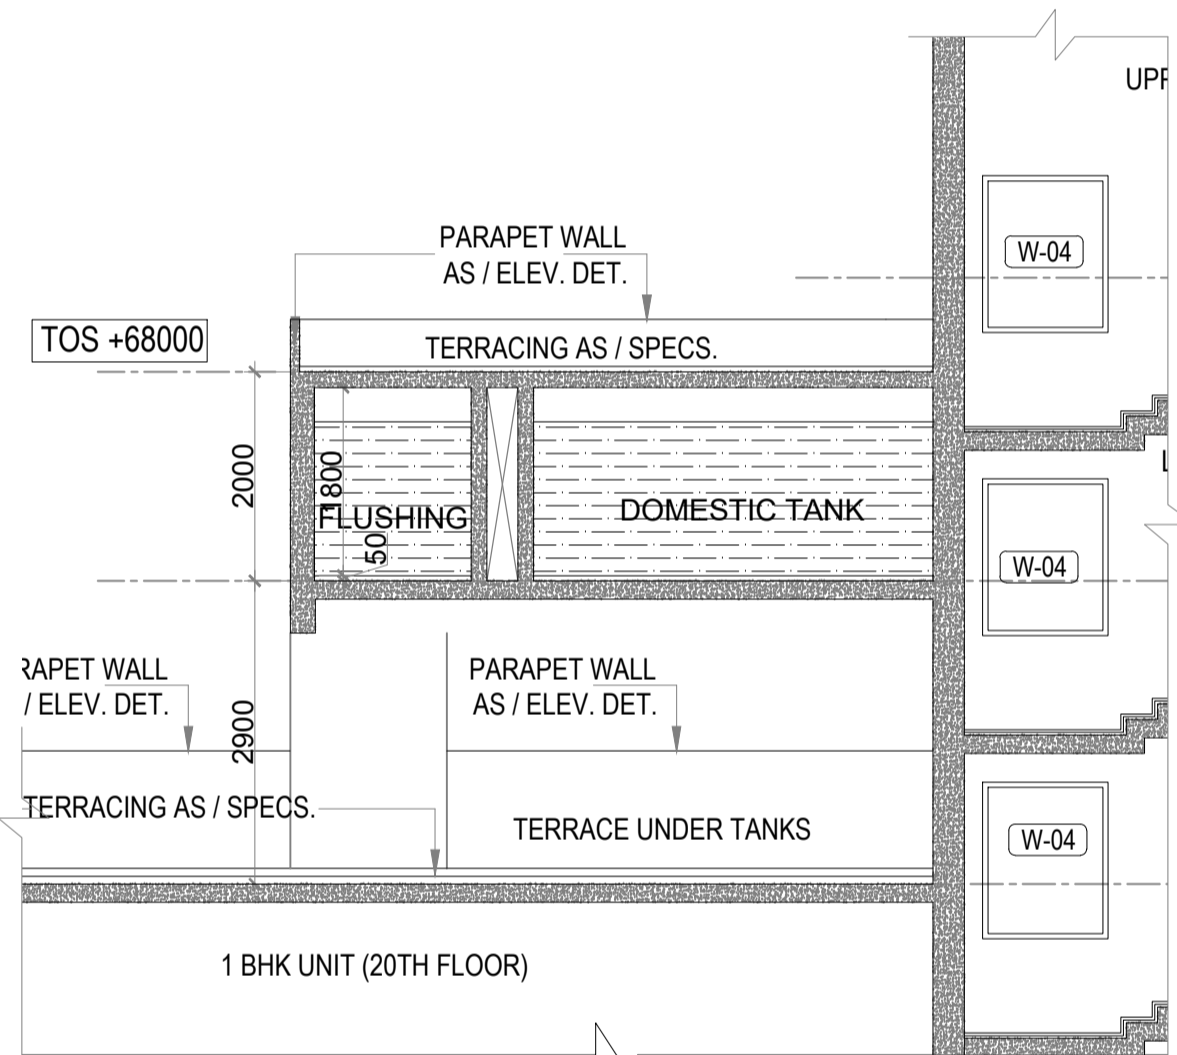 UPP
W-04
PARAPET WALL
AS / ELEV. DET.
TOS +68000
TERRACING AS / SPECS.
2000
1800
FLUSHING
50
DOMESTIC TANK
L
W-04
RAPET WALL
/ ELEV. DET.
PARAPET WALL
AS / ELEV. DET.
2900
TERRACING AS / SPECS.
TERRACE UNDER TANKS
W-04
1 BHK UNIT (20TH FLOOR)